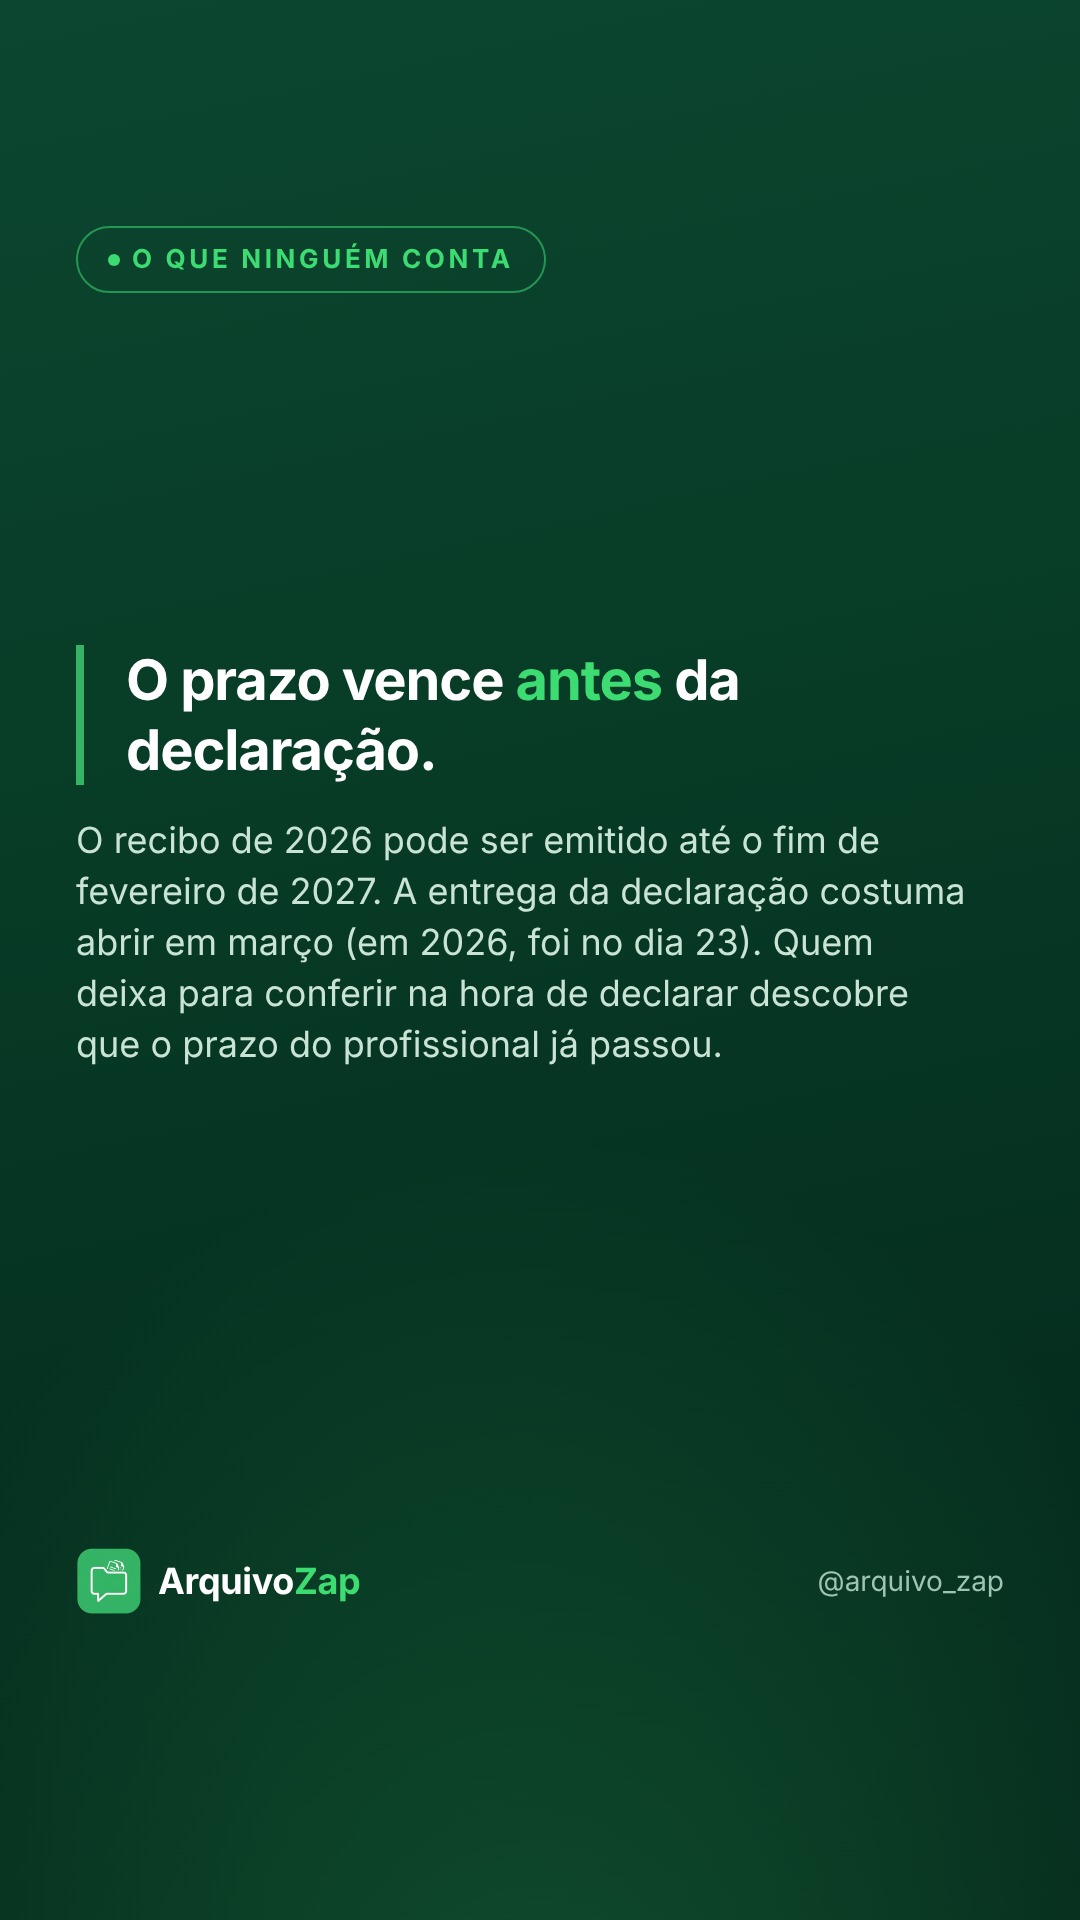 O QUE NINGUÉM CONTA
O prazo vence antes da
declaração.
O recibo de 2026 pode ser emitido até o fim de
fevereiro de 2027. A entrega da declaração costuma
abrir em março (em 2026, foi no dia 23). Quem
deixa para conferir na hora de declarar descobre
que o prazo do profissional já passou.
ArquivoZap
@arquivo_zap